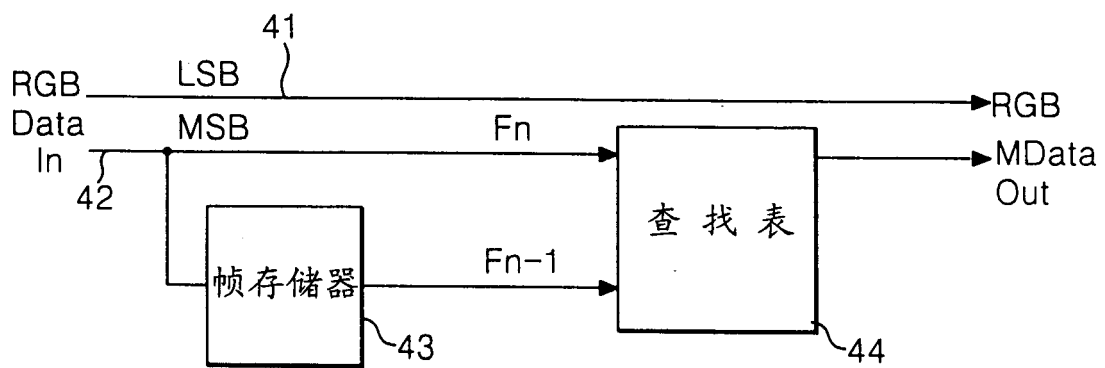 41
RGB
Data
In
LSB
RGB
MSB
Fn
MData
Out
42
查找表
帧存储器
Fn-1
43
44